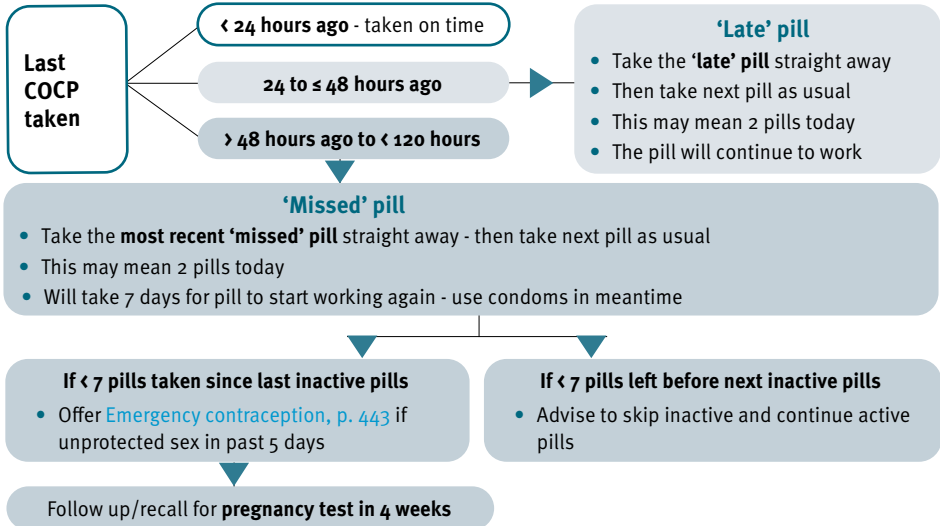 Last
COCP
taken
< 24 hours ago - taken on time
24 to ≤ 48 hours ago
> 48 hours ago to < 120 hours
‘Late’ pill
• Take the ‘late’ pill straight away
• Then take next pill as usual
• This may mean 2 pills today
• The pill will continue to work
‘Missed’ pill
• Take the most recent ‘missed’ pill straight away - then take next pill as usual
• This may mean 2 pills today
• Will take 7 days for pill to start working again - use condoms in meantime
If < 7 pills taken since last inactive pills
• Offer Emergency contraception, p. 443 if
unprotected sex in past 5 days
If < 7 pills left before next inactive pills
• Advise to skip inactive and continue active
pills
Follow up/recall for pregnancy test in 4 weeks